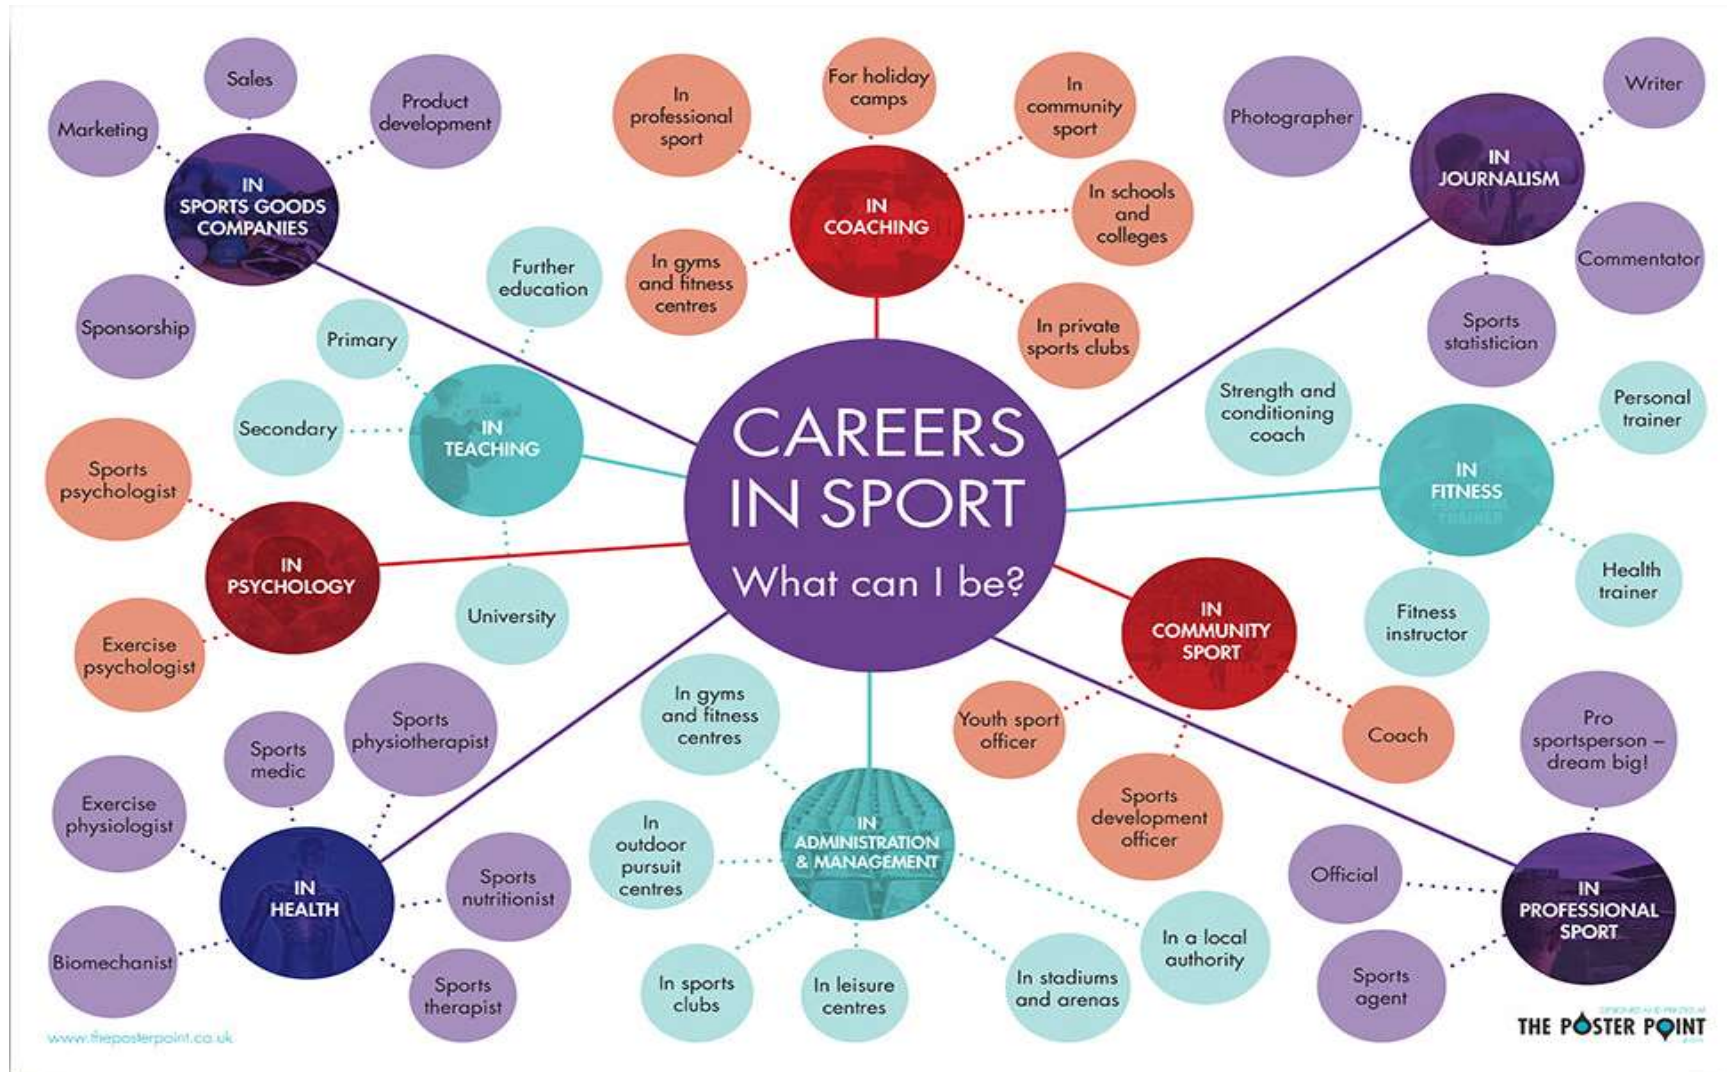 CAREERS
IN SPORT
What can I be?
IN
SPORTS GOODS
COMPANIES
Marketing
Sales
Product
development
Sponsorship
IN
COACHING
In
professional
sport
For holiday
camps
In
community
sport
In schools
and
colleges
In private
sports clubs
In gyms
and fitness
centres
IN
JOURNALISM
Photographer
Writer
Commentator
Sports
statistician
IN
TEACHING
Further
education
Primary
Secondary
University
IN
FITNESS
Strength and
conditioning
coach
Personal
trainer
Health
trainer
Fitness
instructor
IN
PSYCHOLOGY
Sports
psychologist
Exercise
psychologist
IN
COMMUNITY
SPORT
Youth sport
officer
Sports
development
officer
Coach
IN
HEALTH
Sports
medic
Sports
physiotherapist
Exercise
physiologist
Sports
nutritionist
Biomechanist
Sports
therapist
IN
ADMINISTRATION
& MANAGEMENT
In gyms
and fitness
centres
In
outdoor
pursuit
centres
In sports
clubs
In leisure
centres
In stadiums
and arenas
In a local
authority
IN
PROFESSIONAL
SPORT
Pro
sportsperson –
dream big!
Official
Sports
agent
www.theposterpoint.co.uk
THE POSTER POINT